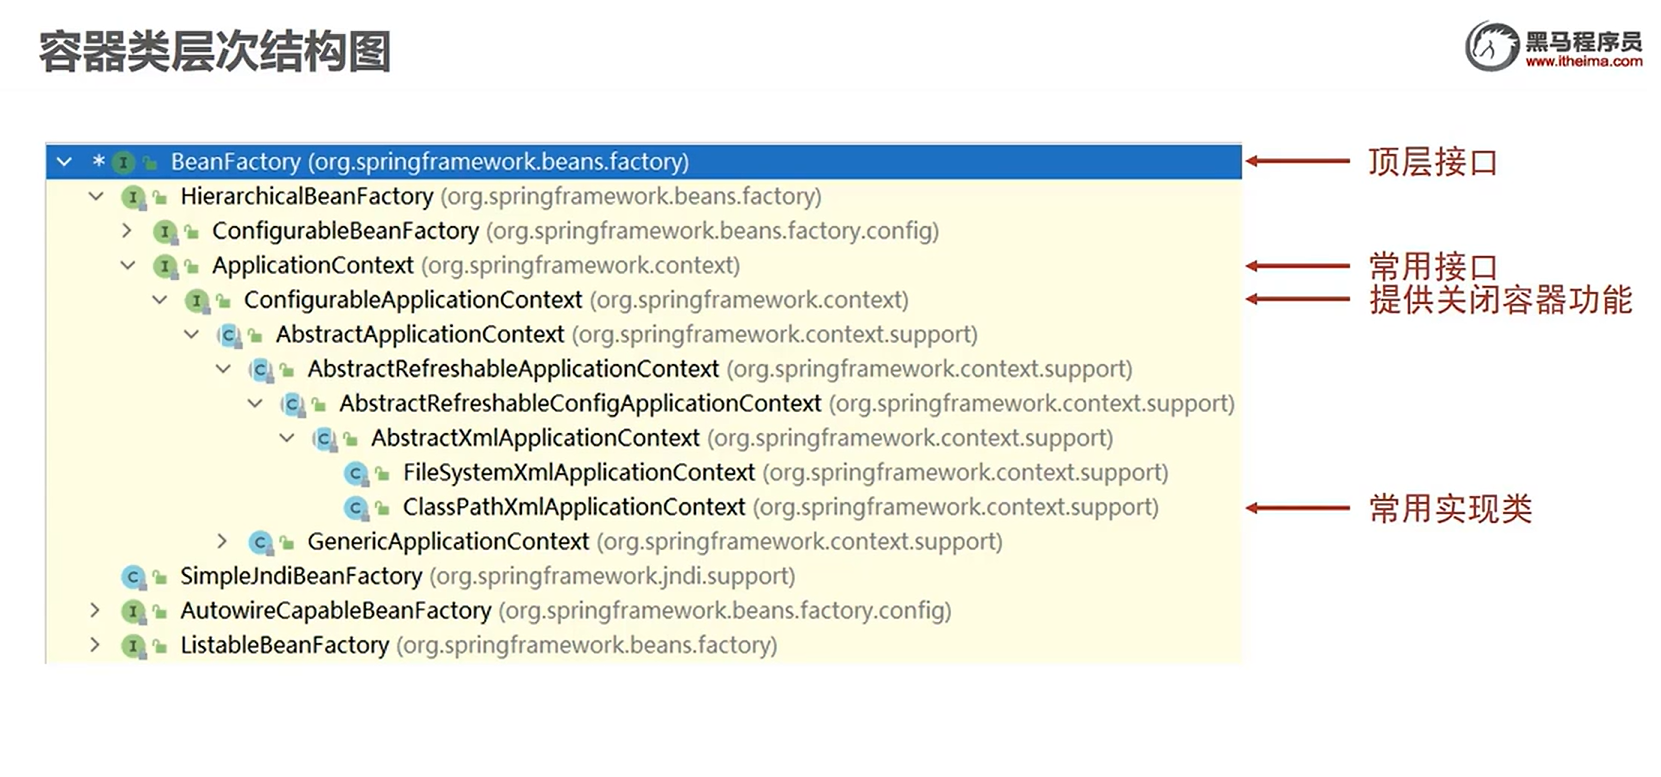 容器类层次结构图
黑马程序员
www.itheima.com
* I BeanFactory (org.springframework.beans.factory) 顶层接口
I HierarchicalBeanFactory (org.springframework.beans.factory)
I ConfigurableBeanFactory (org.springframework.beans.factory.config)
I ApplicationContext (org.springframework.context) 常用接口
I ConfigurableApplicationContext (org.springframework.context) 提供关闭容器功能
C AbstractApplicationContext (org.springframework.context.support)
C AbstractRefreshableApplicationContext (org.springframework.context.support)
C AbstractRefreshableConfigApplicationContext (org.springframework.context.support)
C AbstractXmlApplicationContext (org.springframework.context.support)
C FileSystemXmlApplicationContext (org.springframework.context.support)
C ClassPathXmlApplicationContext (org.springframework.context.support) 常用实现类
C GenericApplicationContext (org.springframework.context.support)
C SimpleJndiBeanFactory (org.springframework.jndi.support)
I AutowireCapableBeanFactory (org.springframework.beans.factory.config)
I ListableBeanFactory (org.springframework.beans.factory)